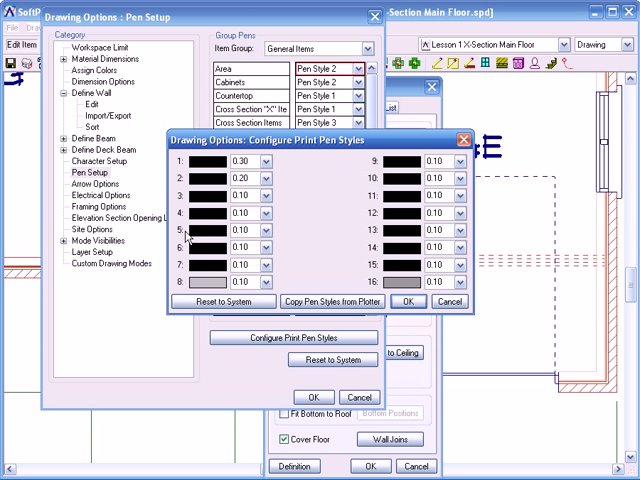 SoftP
Drawing Options : Pen Setup
-Section Main Floor.spd]
File
Edit Item
Lesson 1 X-Section Main Floor
Drawing
Category
Workspace Limit
Material Dimensions
Assign Colors
Dimension Options
Define Wall
Edit
Import/Export
Sort
Define Beam
Define Deck Beam
Character Setup
Pen Setup
Arrow Options
Electrical Options
Framing Options
Elevation Section Opening L
Site Options
Mode Visibilities
Layer Setup
Custom Drawing Modes
Group Pens
Item Group:
General Items
Area
Pen Style 2
Cabinets
Pen Style 2
Countertop
Pen Style 1
Cross Section "X" Ite
Pen Style 1
Cross Section Items
Pen Style 3
List
Drawing Options: Configure Print Pen Styles
1: 0.30
2: 0.20
3: 0.10
4: 0.10
5: 0.10
6: 0.10
7: 0.10
8: 0.10
9: 0.10
10: 0.10
11: 0.10
12: 0.10
13: 0.10
14: 0.10
15: 0.10
16: 0.10
Reset to System
Copy Pen Styles from Plotter
OK
Cancel
Configure Print Pen Styles
Reset to System
OK
Cancel
to Ceiling
Fit Bottom to Roof
Bottom Positions
Cover Floor
Wall Joins
Definition
OK
Cancel